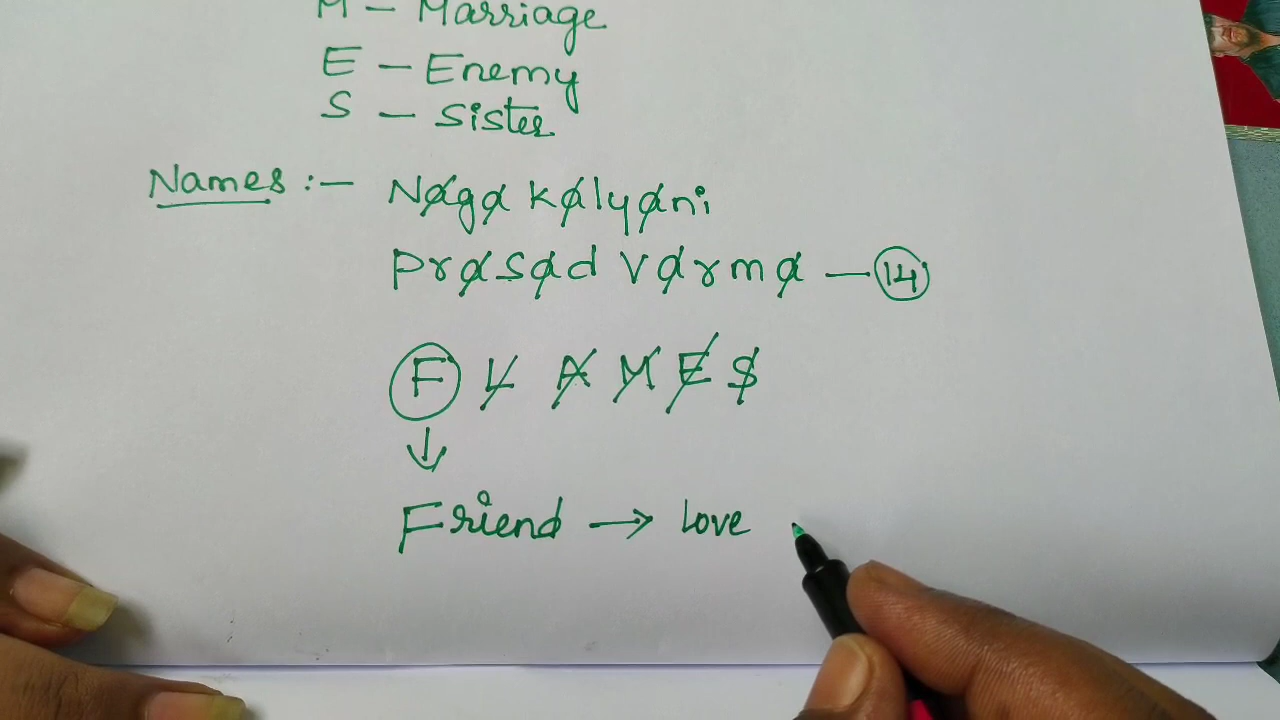 M - Marriage
E - Enemy
S - Sister
Names :- Naga Kalyani
Prasad Varma - 14
F L A M E S
↓
Friend → Love